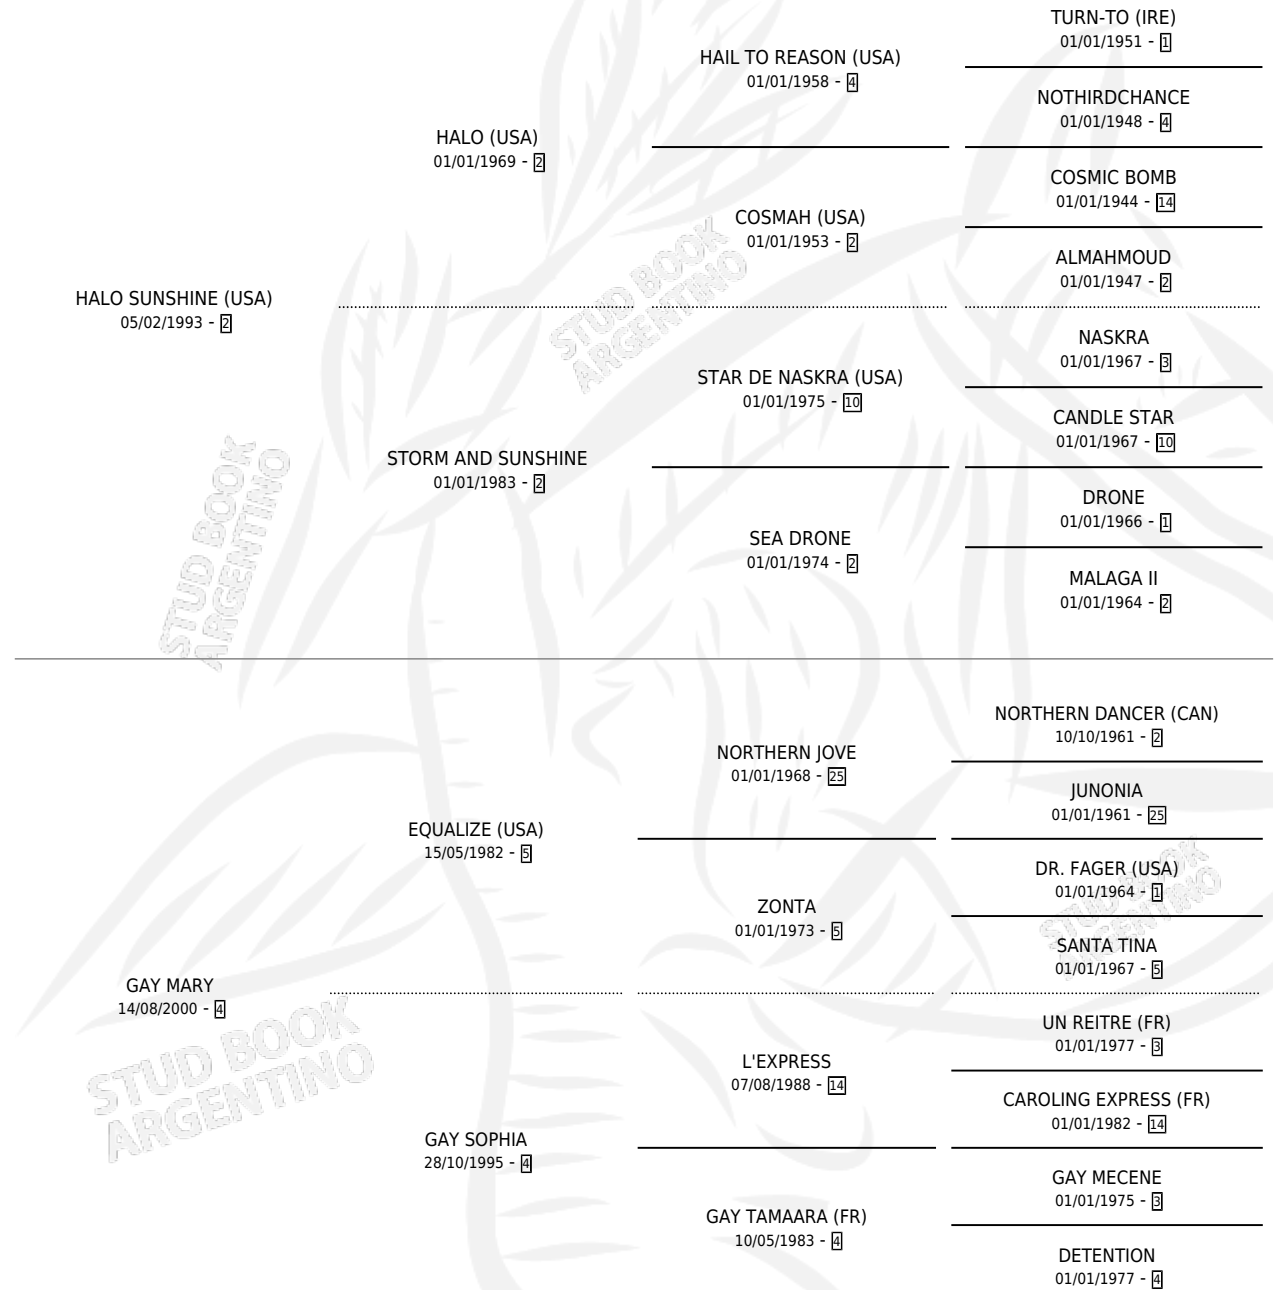 TURN-TO (IRE)
01/01/1951 - 1
HAIL TO REASON (USA)
01/01/1958 - 4
NOTHIRDCHANCE
01/01/1948 - 4
HALO (USA)
01/01/1969 - 2
COSMIC BOMB
01/01/1944 - 14
COSMAH (USA)
01/01/1953 - 2
ALMAHMOUD
01/01/1947 - 2
HALO SUNSHINE (USA)
05/02/1993 - 2
STUD BOOK
ARGENTINO
NASKRA
01/01/1967 - 3
STAR DE NASKRA (USA)
01/01/1975 - 10
CANDLE STAR
01/01/1967 - 10
STORM AND SUNSHINE
01/01/1983 - 2
STUD BOOK
ARGENTINO
DRONE
01/01/1966 - 1
SEA DRONE
01/01/1974 - 2
MALAGA II
01/01/1964 - 2
NORTHERN DANCER (CAN)
10/10/1961 - 2
NORTHERN JOVE
01/01/1968 - 25
JUNONIA
01/01/1961 - 25
EQUALIZE (USA)
15/05/1982 - 5
DR. FAGER (USA)
01/01/1964 - 1
STUD BOOK
ARGENTINO
ZONTA
01/01/1973 - 5
SANTA TINA
01/01/1967 - 5
GAY MARY
14/08/2000 - 4
STUD BOOK
ARGENTINO
UN REITRE (FR)
01/01/1977 - 3
L'EXPRESS
07/08/1988 - 14
CAROLING EXPRESS (FR)
01/01/1982 - 14
GAY SOPHIA
28/10/1995 - 4
GAY MECENE
01/01/1975 - 3
GAY TAMAARA (FR)
10/05/1983 - 4
DETENTION
01/01/1977 - 4